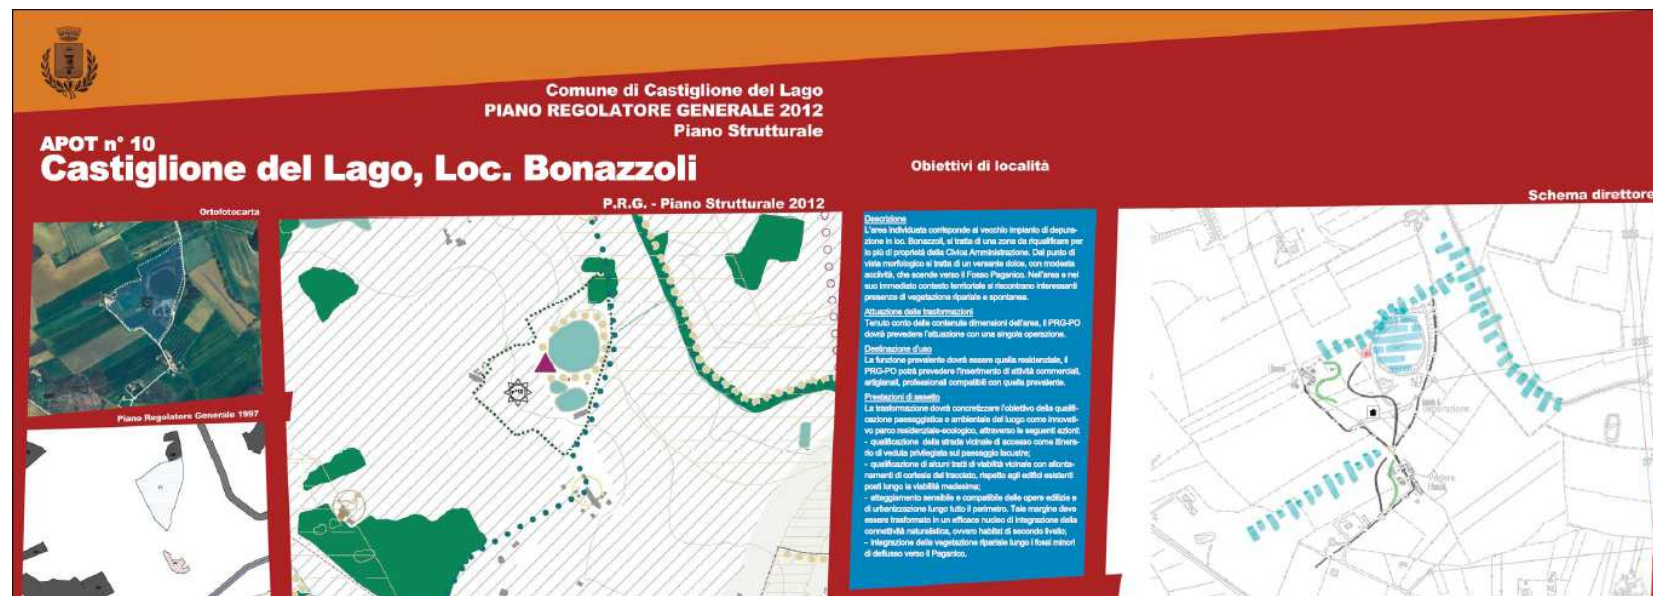 Comune di Castiglione del Lago
PIANO REGOLATORE GENERALE 2012
Piano Strutturale
APOT n° 10
Castiglione del Lago, Loc. Bonazzoli
Obiettivi di località
Schema direttore
Ortofotocarta
P.R.G. - Piano Strutturale 2012
Piano Regolatore Generale 1997
Descrizione
L'area individuata corrisponde al vecchio impianto di depura-
zione in loc. Bonazzoli, si tratta di una zona da riqualificare per
lo più di proprietà della Civica Amministrazione. Dal punto di
vista morfologico si tratta di un versante dolce, con modesta
acclività, che scende verso il Fosso Paganico. Nell'area e nel
suo immediato contesto territoriale si riscontrano interessanti
presenze di vegetazione ripariale e spontanea.
Attuazione delle trasformazioni
Tenuto conto delle contenute dimensioni dell'area, il PRG-PO
dovrà prevedere l'attuazione con una singola operazione.
Destinazione d'uso
La funzione prevalente dovrà essere quella residenziale, il
PRG-PO potrà prevedere l'inserimento di attività commerciali,
artigianali, professionali compatibili con quella prevalente.
Prestazioni di assetto
La trasformazione dovrà concretizzare l'obiettivo della qualifi-
cazione paesaggistica e ambientale del luogo come innovati-
vo parco residenziale-ecologico, attraverso le seguenti azioni:
- qualificazione della strada vicinale di accesso come itinera-
rio di veduta privilegiata sul paesaggio lacustre;
- qualificazione di alcuni tratti di viabilità vicinale con allonta-
namenti di cortesia del tracciato, rispetto agli edifici esistenti
posti lungo la viabilità medesima;
- atteggiamento sensibile e compatibile delle opere edilizie e
di urbanizzazione lungo tutto il perimetro. Tale margine deve
essere trasformato in un efficace nucleo di integrazione della
connettività naturalistica, ovvero habitat di secondo livello;
- integrazione della vegetazione ripariale lungo i fossi minori
di deflusso verso il Paganico.